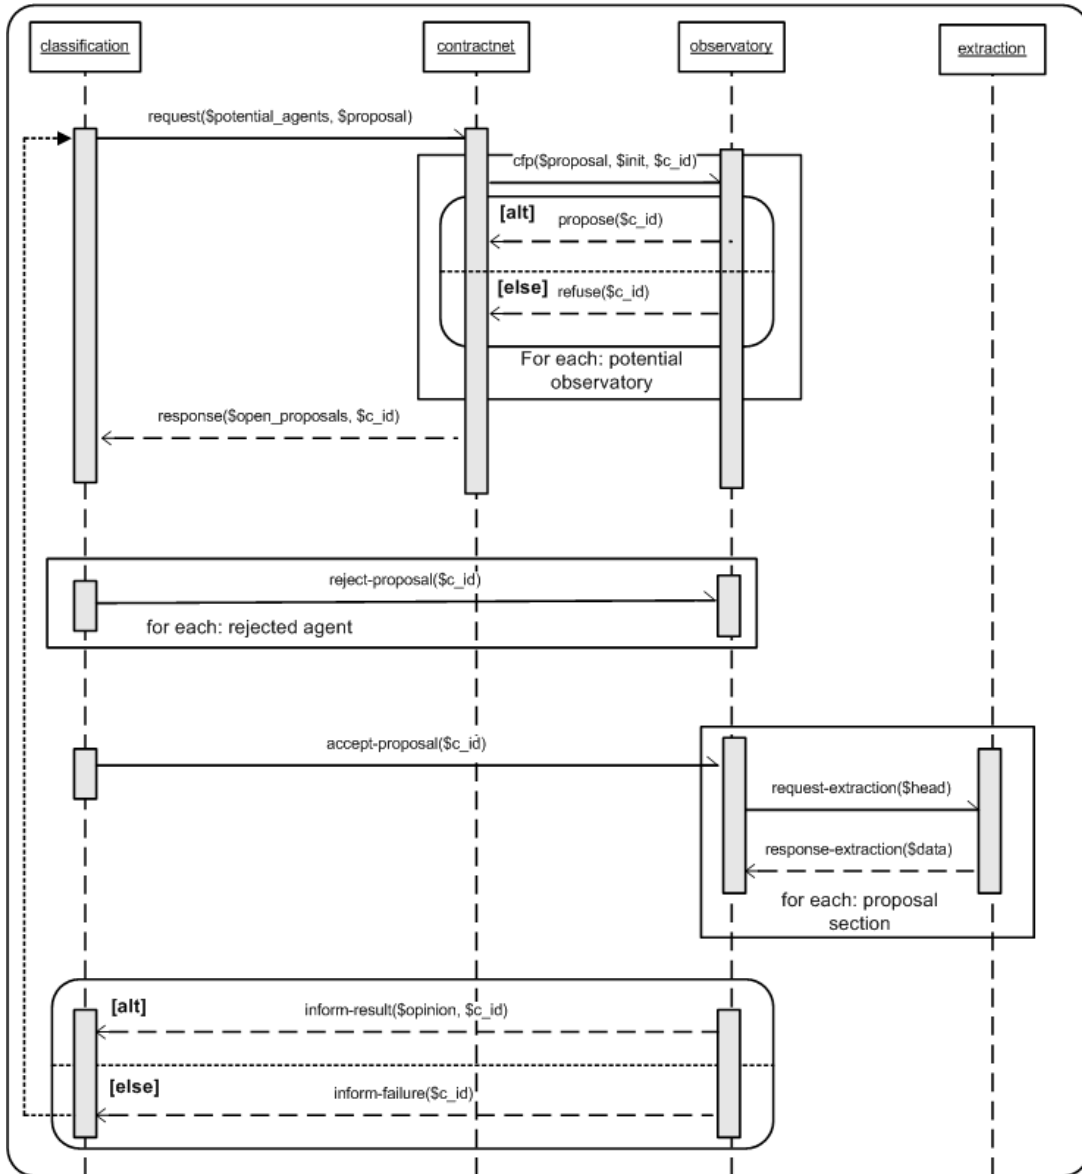 classification
contractnet
observatory
extraction
request($potential_agents, $proposal)
cfp($proposal, $init, $c_id)
[alt]
propose($c_id)
[else]
refuse($c_id)
For each: potential
observatory
response($open_proposals, $c_id)
reject-proposal($c_id)
for each: rejected agent
accept-proposal($c_id)
request-extraction($head)
response-extraction($data)
for each: proposal
section
[alt]
inform-result($opinion, $c_id)
[else]
inform-failure($c_id)